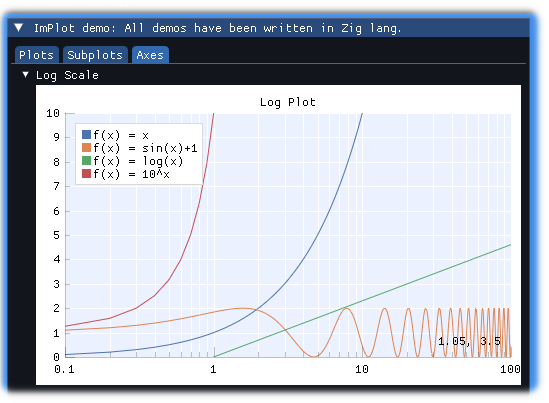 ImPlot demo: All demos have been written in Zig lang.
Plots Subplots Axes
Log Scale
Log Plot
10
9
8
7
6
5
4
3
2
1
0
f(x) = x
f(x) = sin(x)+1
f(x) = log(x)
f(x) = 10^x
1.05, 3.5
0.1 1 10 100